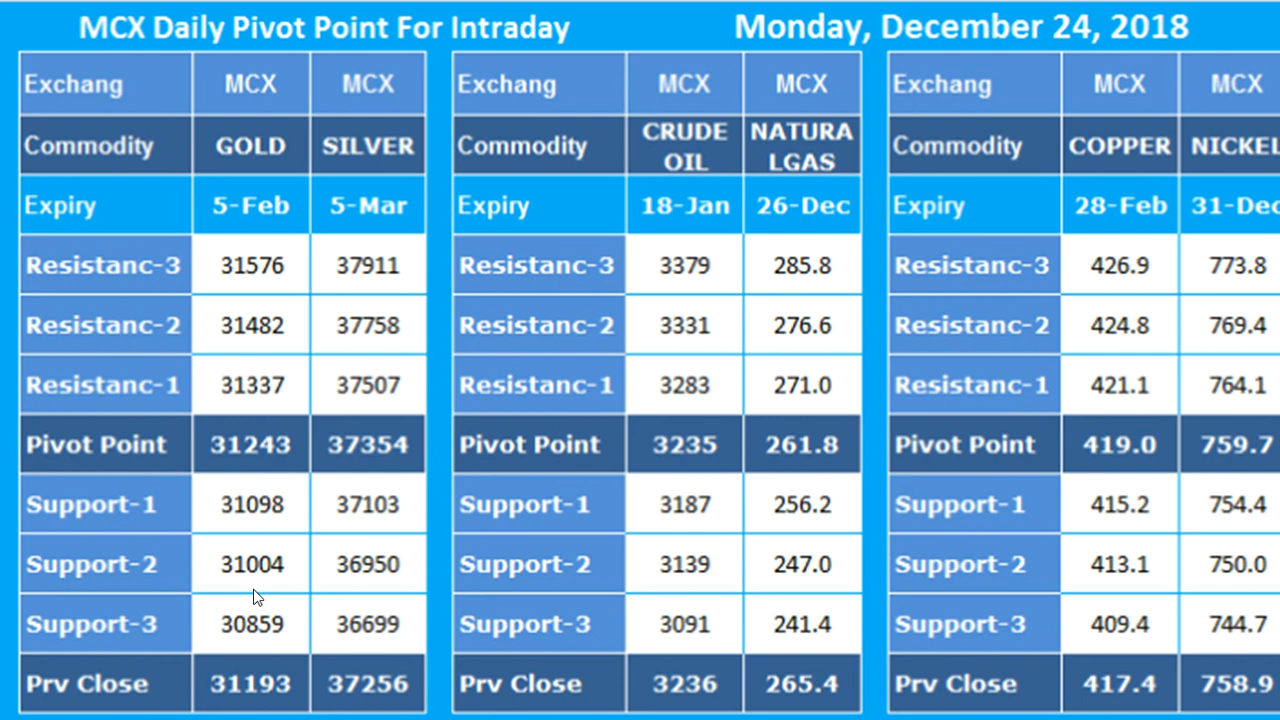 MCX Daily Pivot Point For Intraday Monday, December 24, 2018
Exchang MCX MCX Exchang MCX MCX Exchang MCX MCX
Commodity GOLD SILVER Commodity CRUDE OIL NATURALGAS Commodity COPPER NICKEL
Expiry 5-Feb 5-Mar Expiry 18-Jan 26-Dec Expiry 28-Feb 31-Dec
Resistanc-3 31576 37911 Resistanc-3 3379 285.8 Resistanc-3 426.9 773.8
Resistanc-2 31482 37758 Resistanc-2 3331 276.6 Resistanc-2 424.8 769.4
Resistanc-1 31337 37507 Resistanc-1 3283 271.0 Resistanc-1 421.1 764.1
Pivot Point 31243 37354 Pivot Point 3235 261.8 Pivot Point 419.0 759.7
Support-1 31098 37103 Support-1 3187 256.2 Support-1 415.2 754.4
Support-2 31004 36950 Support-2 3139 247.0 Support-2 413.1 750.0
Support-3 30859 36699 Support-3 3091 241.4 Support-3 409.4 744.7
Prv Close 31193 37256 Prv Close 3236 265.4 Prv Close 417.4 758.9